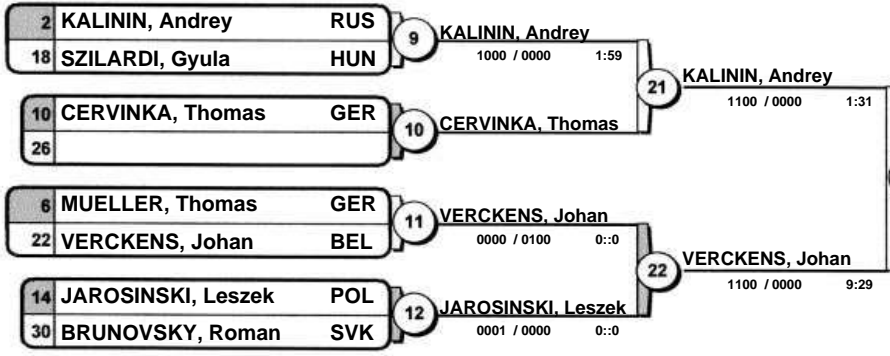 2 KALININ, Andrey RUS
18 SZILARDI, Gyula HUN
9
KALININ, Andrey
1000 / 0000 1:59
10 CERVINKA, Thomas GER
26
10
CERVINKA, Thomas
21
KALININ, Andrey
1100 / 0000 1:31
6 MUELLER, Thomas GER
22 VERCKENS, Johan BEL
11
VERCKENS, Johan
0000 / 0100 0::0
14 JAROSINSKI, Leszek POL
30 BRUNOVSKY, Roman SVK
12
JAROSINSKI, Leszek
0001 / 0000 0::0
22
VERCKENS, Johan
1100 / 0000 9:29